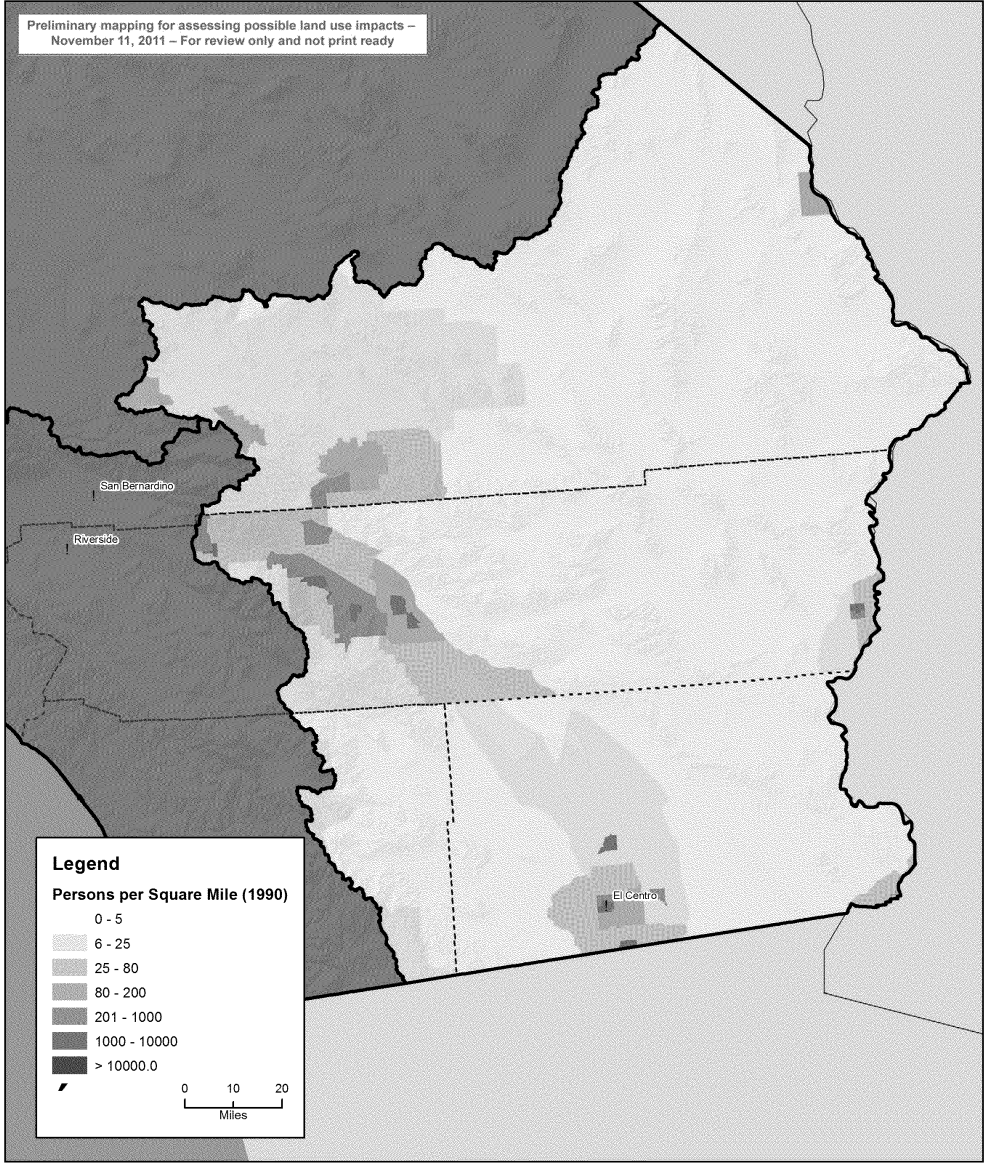 Preliminary mapping for assessing possible land use impacts –
November 11, 2011 – For review only and not print ready
San Bernardino
Riverside
El Centro
Legend
Persons per Square Mile (1990)
0 - 5
6 - 25
25 - 80
80 - 200
201 - 1000
1000 - 10000
> 10000.0
0 10 20
Miles